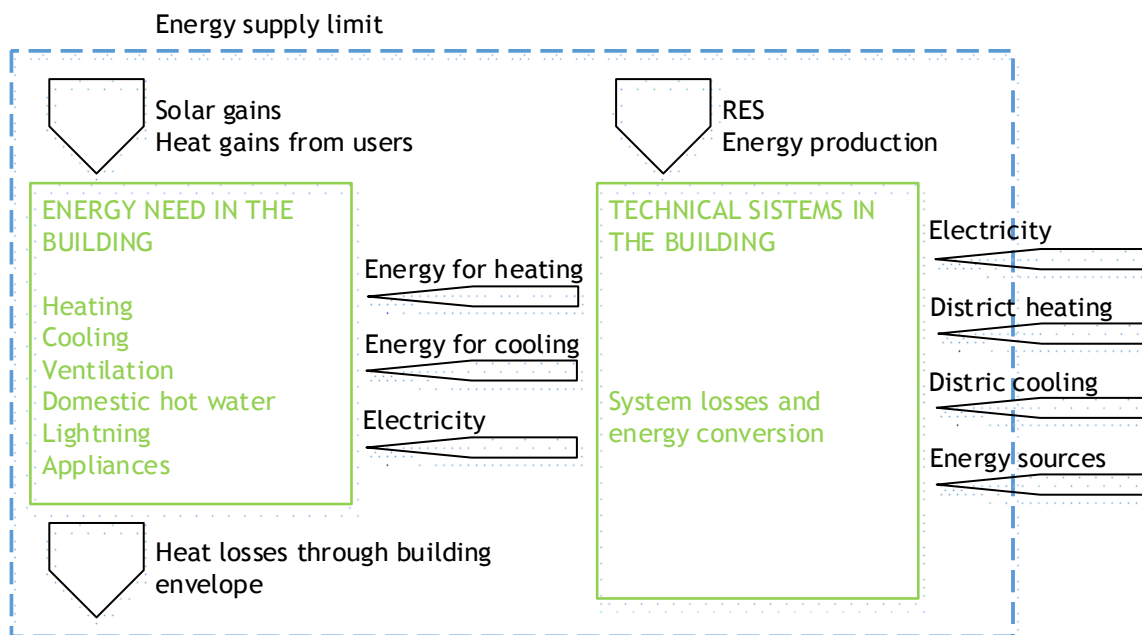 Energy supply limit
Solar gains
Heat gains from users
RES
Energy production
ENERGY NEED IN THE
BUILDING
Heating
Cooling
Ventilation
Domestic hot water
Lightning
Appliances
Energy for heating
Energy for cooling
Electricity
TECHNICAL SISTEMS IN
THE BUILDING
System losses and
energy conversion
Electricity
District heating
Distric cooling
Energy sources
Heat losses through building
envelope